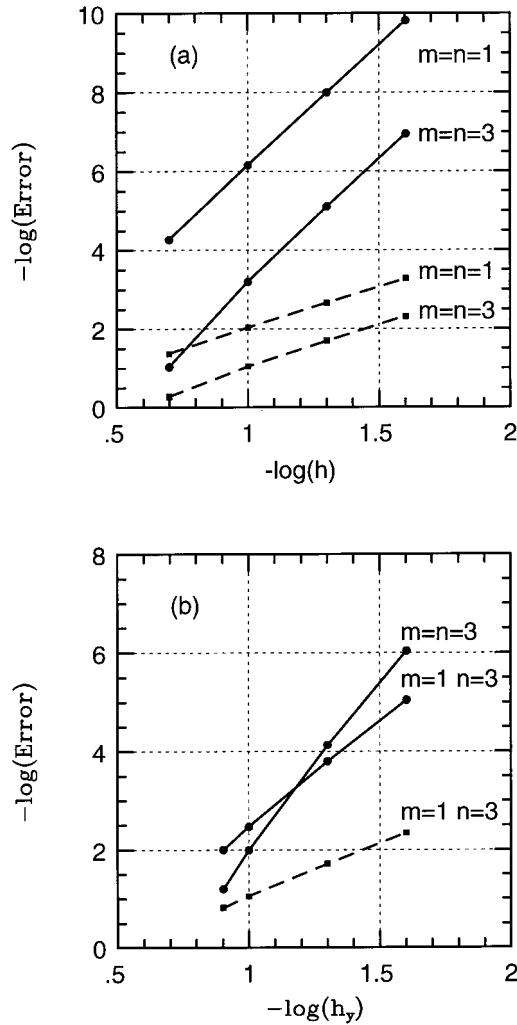 10
(a)
m=n=1
8
m=n=3
6
−log(Error)
4
m=n=1
m=n=3
2
0
.5 1 1.5 2
-log(h)
8
(b)
m=n=3
6
m=1 n=3
−log(Error)
4
m=1 n=3
2
0
.5 1 1.5 2
−log(h_y)